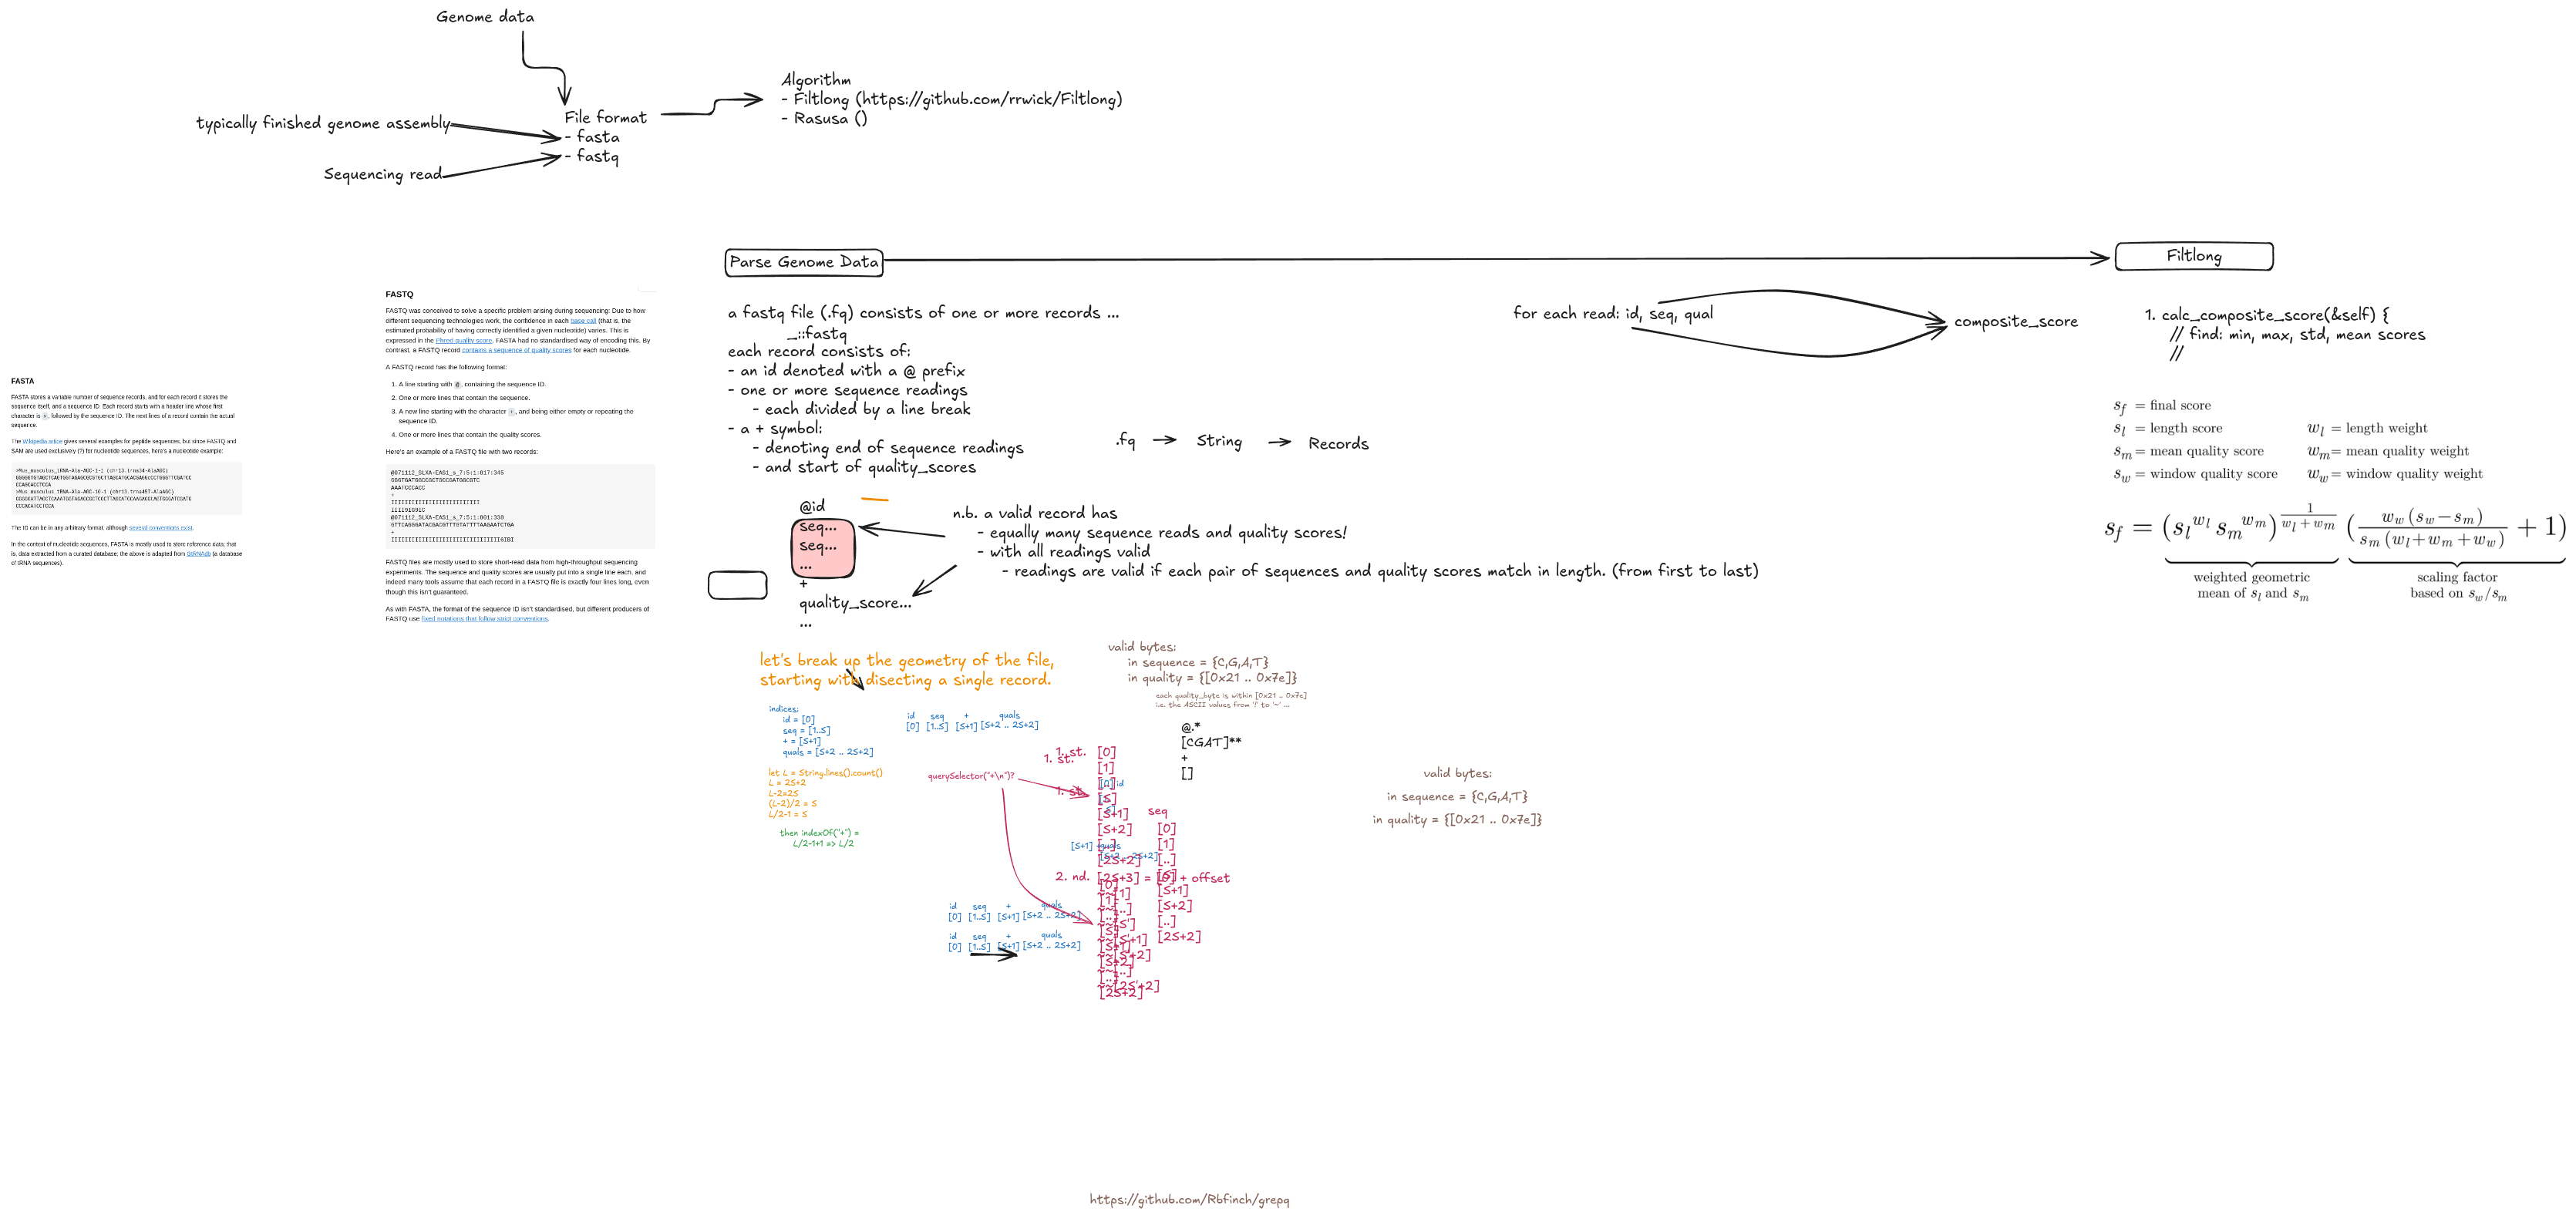 Genome data
Algorithm
- Filtlong (https://github.com/rrwick/Filtlong)
- Rasusa ()
File format
- fasta
- fastq
typically finished genome assembly
Sequencing read
Parse Genome Data
Filtlong
FASTA
FASTA stores a variable number of sequence records, and for each record it stores the
sequence itself, and a sequence ID. Each record starts with a header line whose first
character is >, followed by the sequence ID. The next lines of a record contain the actual
sequence.
The Wikipedia artice gives several examples for peptide sequences, but since FASTQ and
SAM are used exclusively (?) for nucleotide sequences, here's a nucleotide example:
The ID can be in any arbitrary format, although several conventions exist.
In the context of nucleotide sequences, FASTA is mostly used to store reference data; that
is, data extracted from a curated database; the above is adapted from GtRNAdb (a database
of tRNA sequences).
FASTQ
FASTQ was conceived to solve a specific problem arising during sequencing: Due to how
different sequencing technologies work, the confidence in each base call (that is, the
estimated probability of having correctly identified a given nucleotide) varies. This is
expressed in the Phred quality score. FASTA had no standardised way of encoding this. By
contrast, a FASTQ record contains a sequence of quality scores for each nucleotide.
A FASTQ record has the following format:
1. A line starting with @, containing the sequence ID.
2. One or more lines that contain the sequence.
3. A new line starting with the character +, and being either empty or repeating the
sequence ID.
4. One or more lines that contain the quality scores.
Here's an example of a FASTQ file with two records:
@071112_SLXA-EAS1_s_7:5:1:817:345
GGGTGATGGCCGCTGCCGATGGCGTC
AAATCCCACC
+
IIIIIIIIIIIIIIIIIIIIIIIIII
IIII9IG9IC
@071112_SLXA-EAS1_s_7:5:1:801:338
GTTCAGGGATACGACGTTTGTATTTTAAGAATCTGA
+
IIIIIIIIIIIIIIIIIIIIIIIIIIIIIIII6IBI
FASTQ files are mostly used to store short-read data from high-throughput sequencing
experiments. The sequence and quality scores are usually put into a single line each, and
indeed many tools assume that each record in a FASTQ file is exactly four lines long, even
though this isn't guaranteed.
As with FASTA, the format of the sequence ID isn't standardised, but different producers of
FASTQ use fixed notations that follow strict conventions.
a fastq file (.fq) consists of one or more records ...
_::fastq
each record consists of:
- an id denoted with a @ prefix
- one or more sequence readings
- each divided by a line break
- a + symbol:
- denoting end of sequence readings
- and start of quality_scores
.fq
String
Records
@id
seq...
seq...
...
+
quality_score...
...
n.b. a valid record has
- equally many sequence reads and quality scores!
- with all readings valid
- readings are valid if each pair of sequences and quality scores match in length. (from first to last)
for each read: id, seq, qual
composite_score
1. calc_composite_score(&self) {
// find: min, max, std, mean scores
//
s_f = final score
s_l = length score
w_l = length weight
s_m = mean quality score
w_m = mean quality weight
s_w = window quality score
w_w = window quality weight
s_f = (s_l^{w_l} s_m^{w_m})^{1/(w_l + w_m)} (w_w (s_w − s_m) / s_m (w_l + w_m + w_w) + 1)
weighted geometric
mean of s_l and s_m
scaling factor
based on s_w/s_m
let's break up the geometry of the file,
starting with disecting a single record.
valid bytes:
in sequence = {C,G,A,T}
in quality = {[0x21 .. 0x7e]}
each quality_byte is within [0x21 .. 0x7e]
i.e. the ASCII values from '!' to '~' ...
@.*
[CGAT]**
+
[]
indices:
id = [0]
seq = [1..S]
+ = [S+1]
quals = [S+2 .. 2S+2]
id seq + quals
[0] [1..S] [S+1] [S+2 .. 2S+2]
let L = String.lines().count()
L = 2S+2
L-2=2S
(L-2)/2 = S
L/2-1 = S
then indexOf("+") =
L/2-1+1 => L/2
querySelector("+\n")?
1. st.
1. st.
1. st.
[0]
[1]
[S]
[S+1]
[S+2]
[2S+2]
2. nd. [2S+3] = [0] + offset
seq
[0]
[1]
[..]
[S]
[S+1]
[S+2]
[..]
[2S+2]
id seq + quals
[0] [1..S] [S+1] [S+2 .. 2S+2]
id seq + quals
[0] [1..S] [S+1] [S+2 .. 2S+2]
valid bytes:
in sequence = {C,G,A,T}
in quality = {[0x21 .. 0x7e]}
https://github.com/Rbfinch/grepq